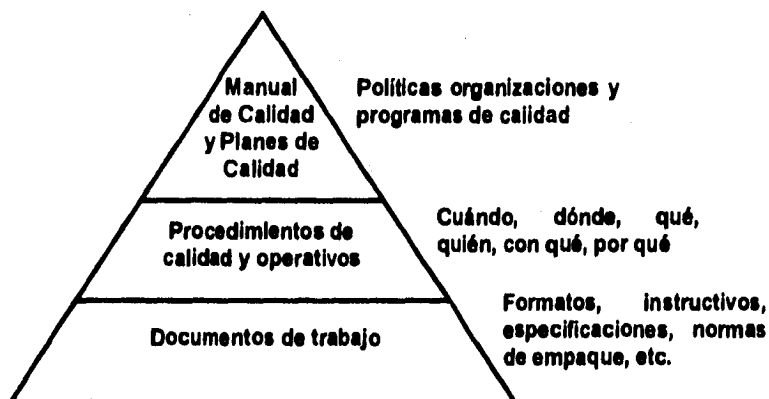 Manual
de Calidad
y Planes de
Calidad
Políticas organizaciones y
programas de calidad
Procedimientos de
calidad y operativos
Cuándo, dónde, qué,
quién, con qué, por qué
Documentos de trabajo
Formatos, instructivos,
especificaciones, normas
de empaque, etc.